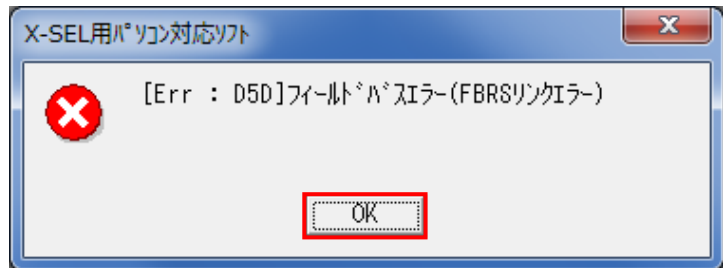 X-SEL用ﾊﾟｿｺﾝ対応ｿﾌﾄ
[Err : D5D]ﾌｨｰﾙﾄﾞﾊﾞｽｴﾗｰ(FBRSﾘﾝｸｴﾗｰ)
OK